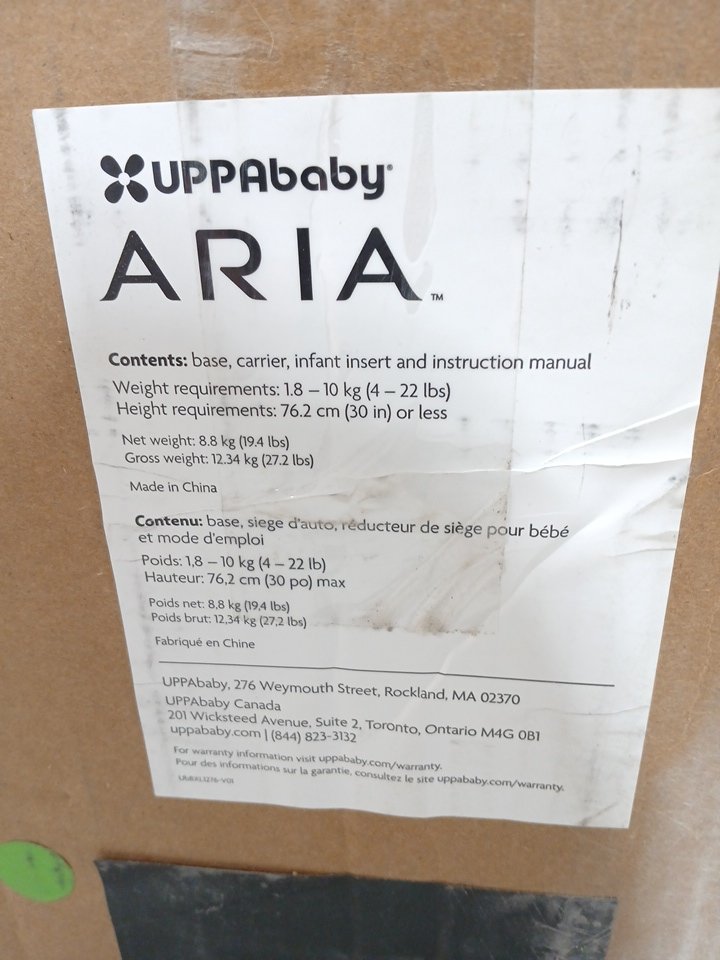 UPPAbaby®
ARIA™
Contents: base, carrier, infant insert and instruction manual
Weight requirements: 1.8 – 10 kg (4 – 22 lbs)
Height requirements: 76.2 cm (30 in) or less
Net weight: 8.8 kg (19.4 lbs)
Gross weight: 12.34 kg (27.2 lbs)
Made in China
Contenu: base, siege d'auto, réducteur de siège pour bébé
et mode d'emploi
Poids: 1,8 – 10 kg (4 – 22 lb)
Hauteur: 76,2 cm (30 po) max
Poids net: 8,8 kg (19,4 lbs)
Poids brut: 12,34 kg (27,2 lbs)
Fabriqué en Chine
UPPAbaby, 276 Weymouth Street, Rockland, MA 02370
UPPAbaby Canada
201 Wicksteed Avenue, Suite 2, Toronto, Ontario M4G 0B1
uppababy.com | (844) 823-3132
For warranty information visit uppababy.com/warranty.
Pour des informations sur la garantie, consultez le site uppababy.com/warranty.